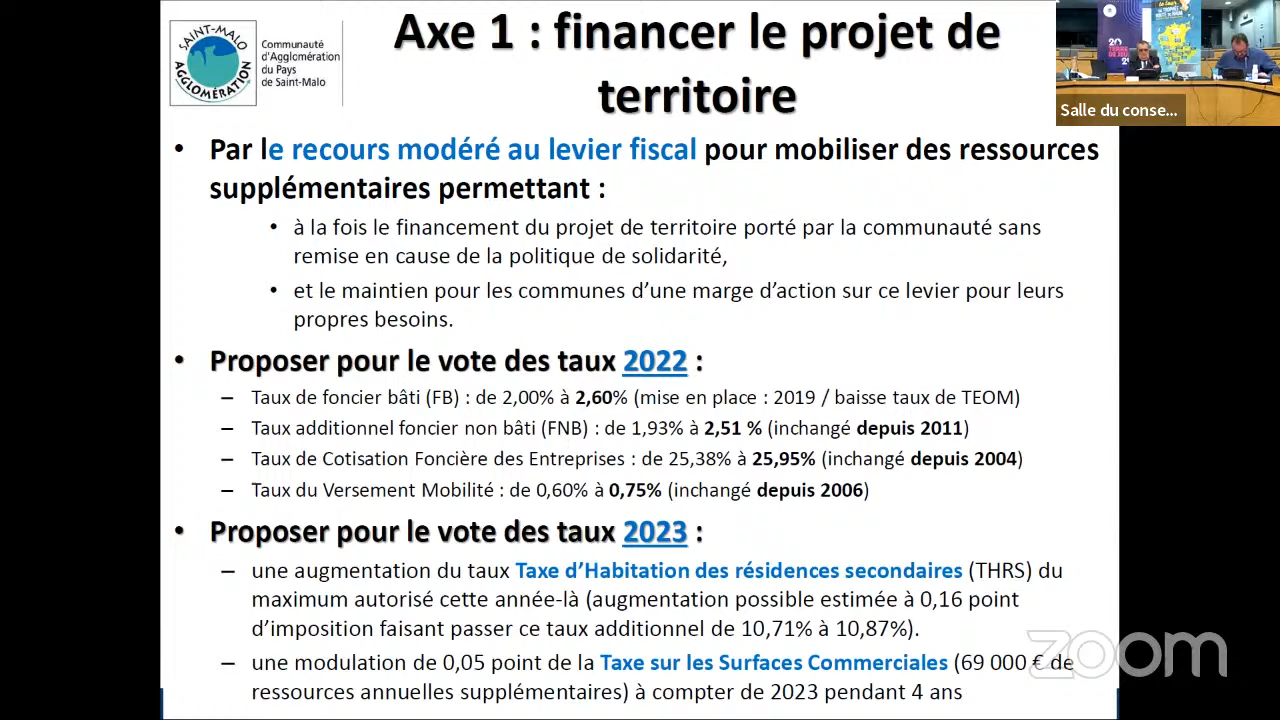 SAINT-MALO
AGGLOMÉRATION
Communauté
d'Agglomération
du Pays
de Saint-Malo
Axe 1 : financer le projet de
territoire
Salle du conse...
• Par le recours modéré au levier fiscal pour mobiliser des ressources
supplémentaires permettant :
• à la fois le financement du projet de territoire porté par la communauté sans
remise en cause de la politique de solidarité,
• et le maintien pour les communes d'une marge d'action sur ce levier pour leurs
propres besoins.
• Proposer pour le vote des taux 2022 :
– Taux de foncier bâti (FB) : de 2,00% à 2,60% (mise en place : 2019 / baisse taux de TEOM)
– Taux additionnel foncier non bâti (FNB) : de 1,93% à 2,51 % (inchangé depuis 2011)
– Taux de Cotisation Foncière des Entreprises : de 25,38% à 25,95% (inchangé depuis 2004)
– Taux du Versement Mobilité : de 0,60% à 0,75% (inchangé depuis 2006)
• Proposer pour le vote des taux 2023 :
– une augmentation du taux Taxe d'Habitation des résidences secondaires (THRS) du
maximum autorisé cette année-là (augmentation possible estimée à 0,16 point
d'imposition faisant passer ce taux additionnel de 10,71% à 10,87%).
– une modulation de 0,05 point de la Taxe sur les Surfaces Commerciales (69 000 € de
ressources annuelles supplémentaires) à compter de 2023 pendant 4 ans
zoom